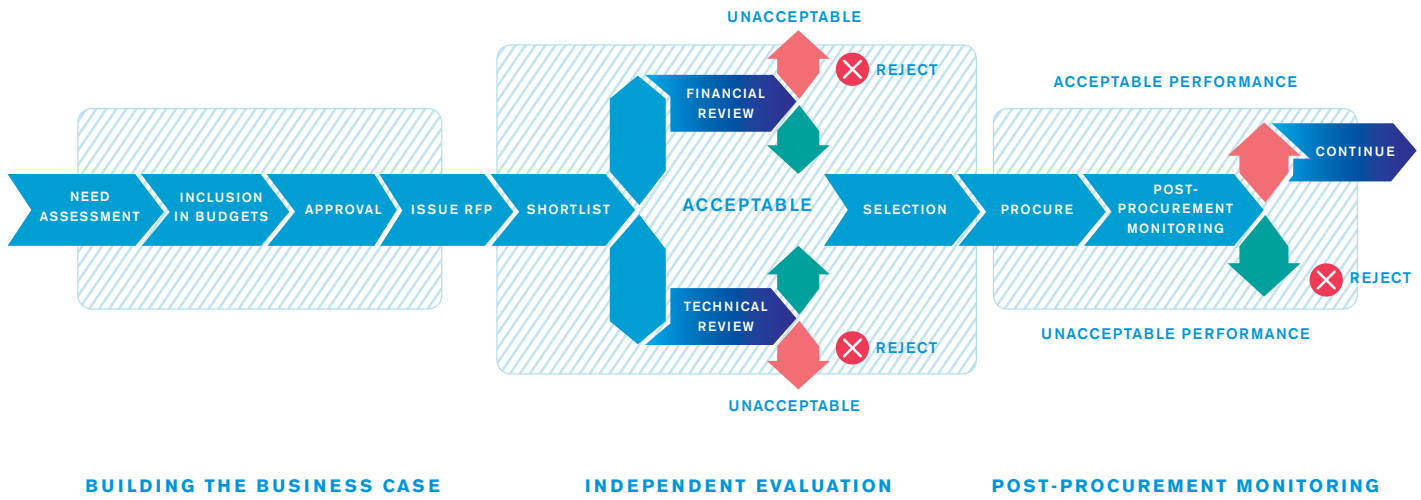 UNACCEPTABLE
REJECT
FINANCIAL
REVIEW
ACCEPTABLE PERFORMANCE
CONTINUE
NEED
ASSESSMENT
INCLUSION
IN BUDGETS
APPROVAL
ISSUE RFP
SHORTLIST
ACCEPTABLE
SELECTION
PROCURE
POST-
PROCUREMENT
MONITORING
REJECT
TECHNICAL
REVIEW
UNACCEPTABLE PERFORMANCE
REJECT
UNACCEPTABLE
BUILDING THE BUSINESS CASE
INDEPENDENT EVALUATION
POST-PROCUREMENT MONITORING